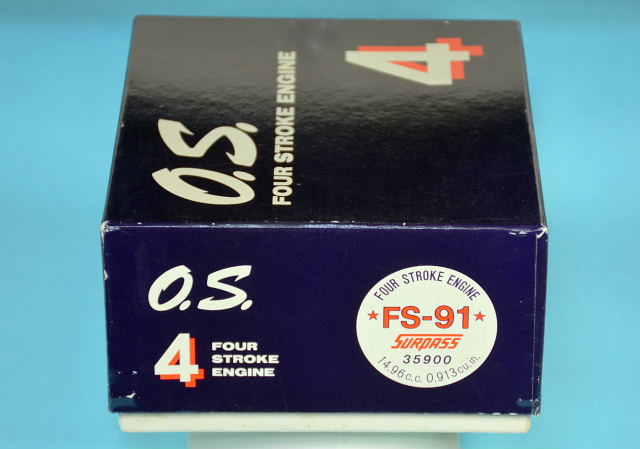 O.S.
FOUR STROKE ENGINE
4
O.S.
4
FOUR
STROKE
ENGINE
FOUR STROKE ENGINE
★FS-91★
SURPASS
35900
14.96c.c. 0.913cu.in.